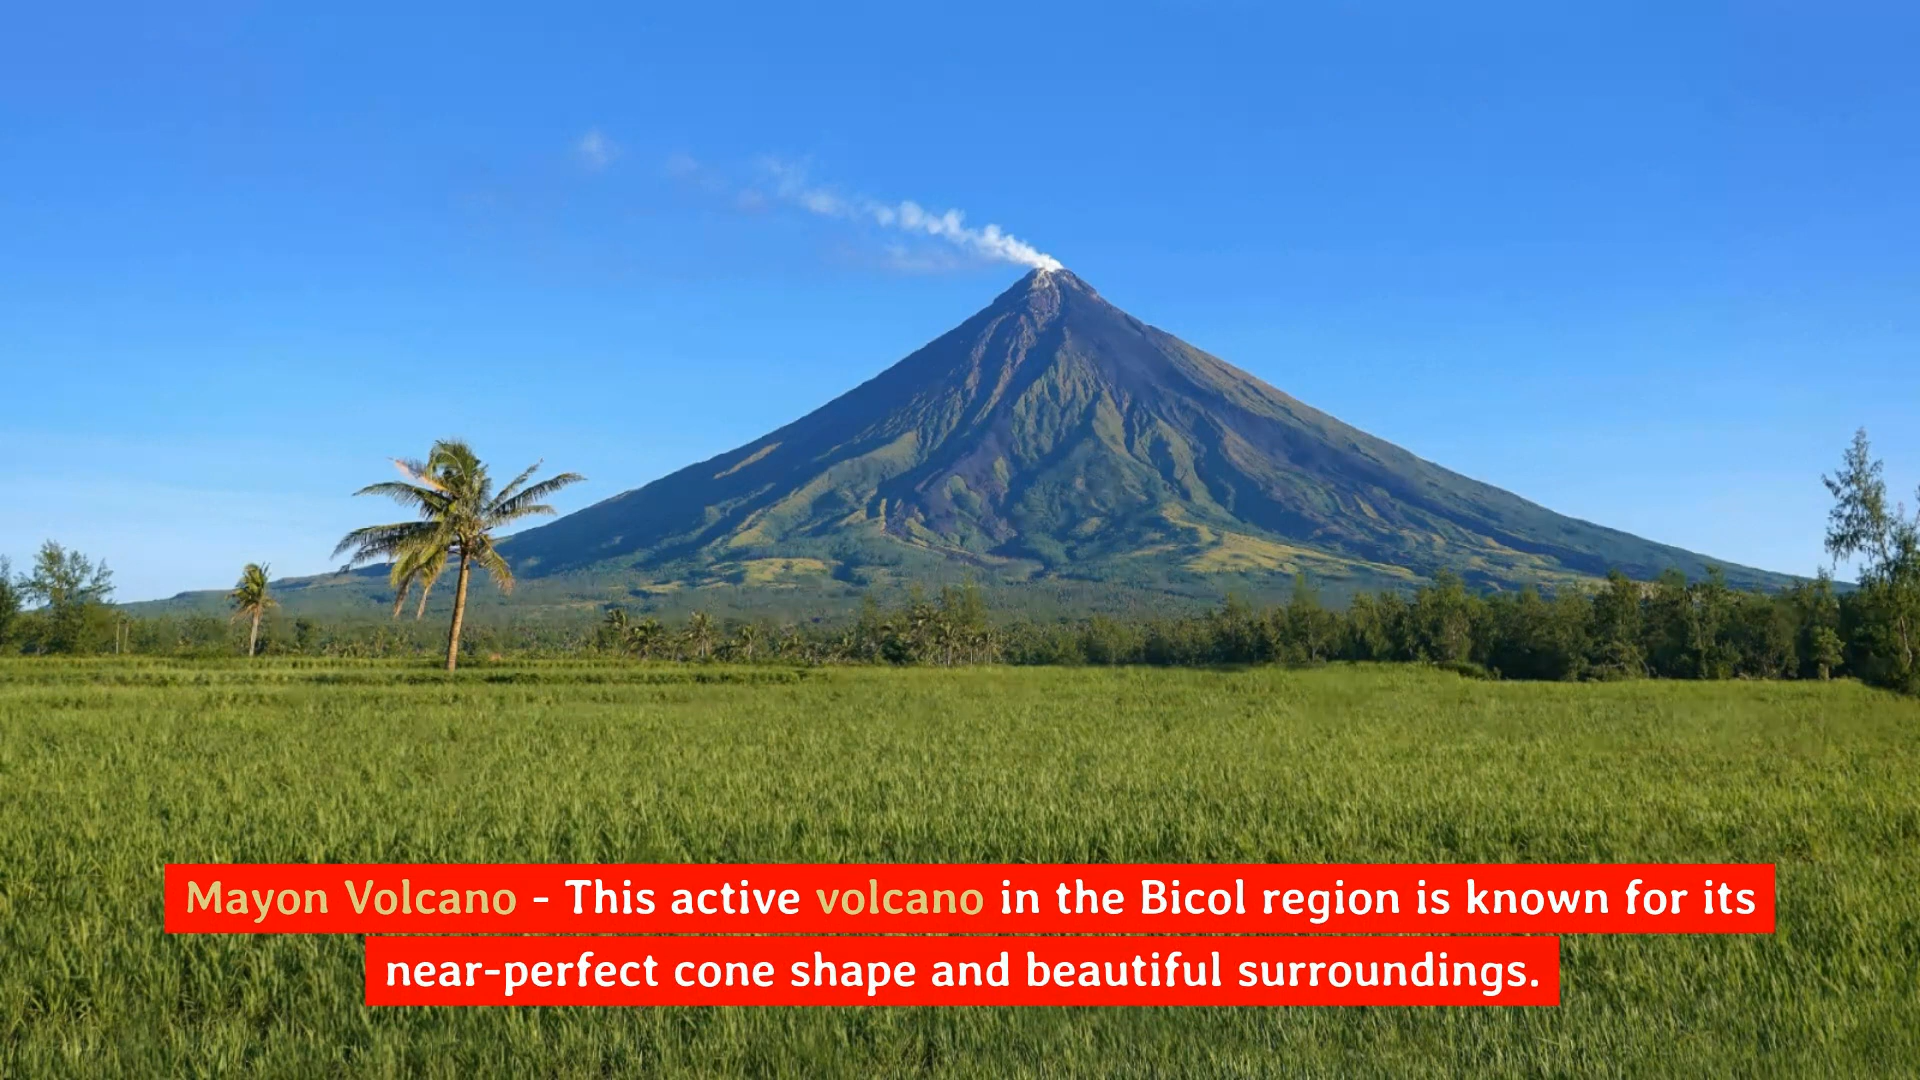 Mayon Volcano - This active volcano in the Bicol region is known for its
near-perfect cone shape and beautiful surroundings.